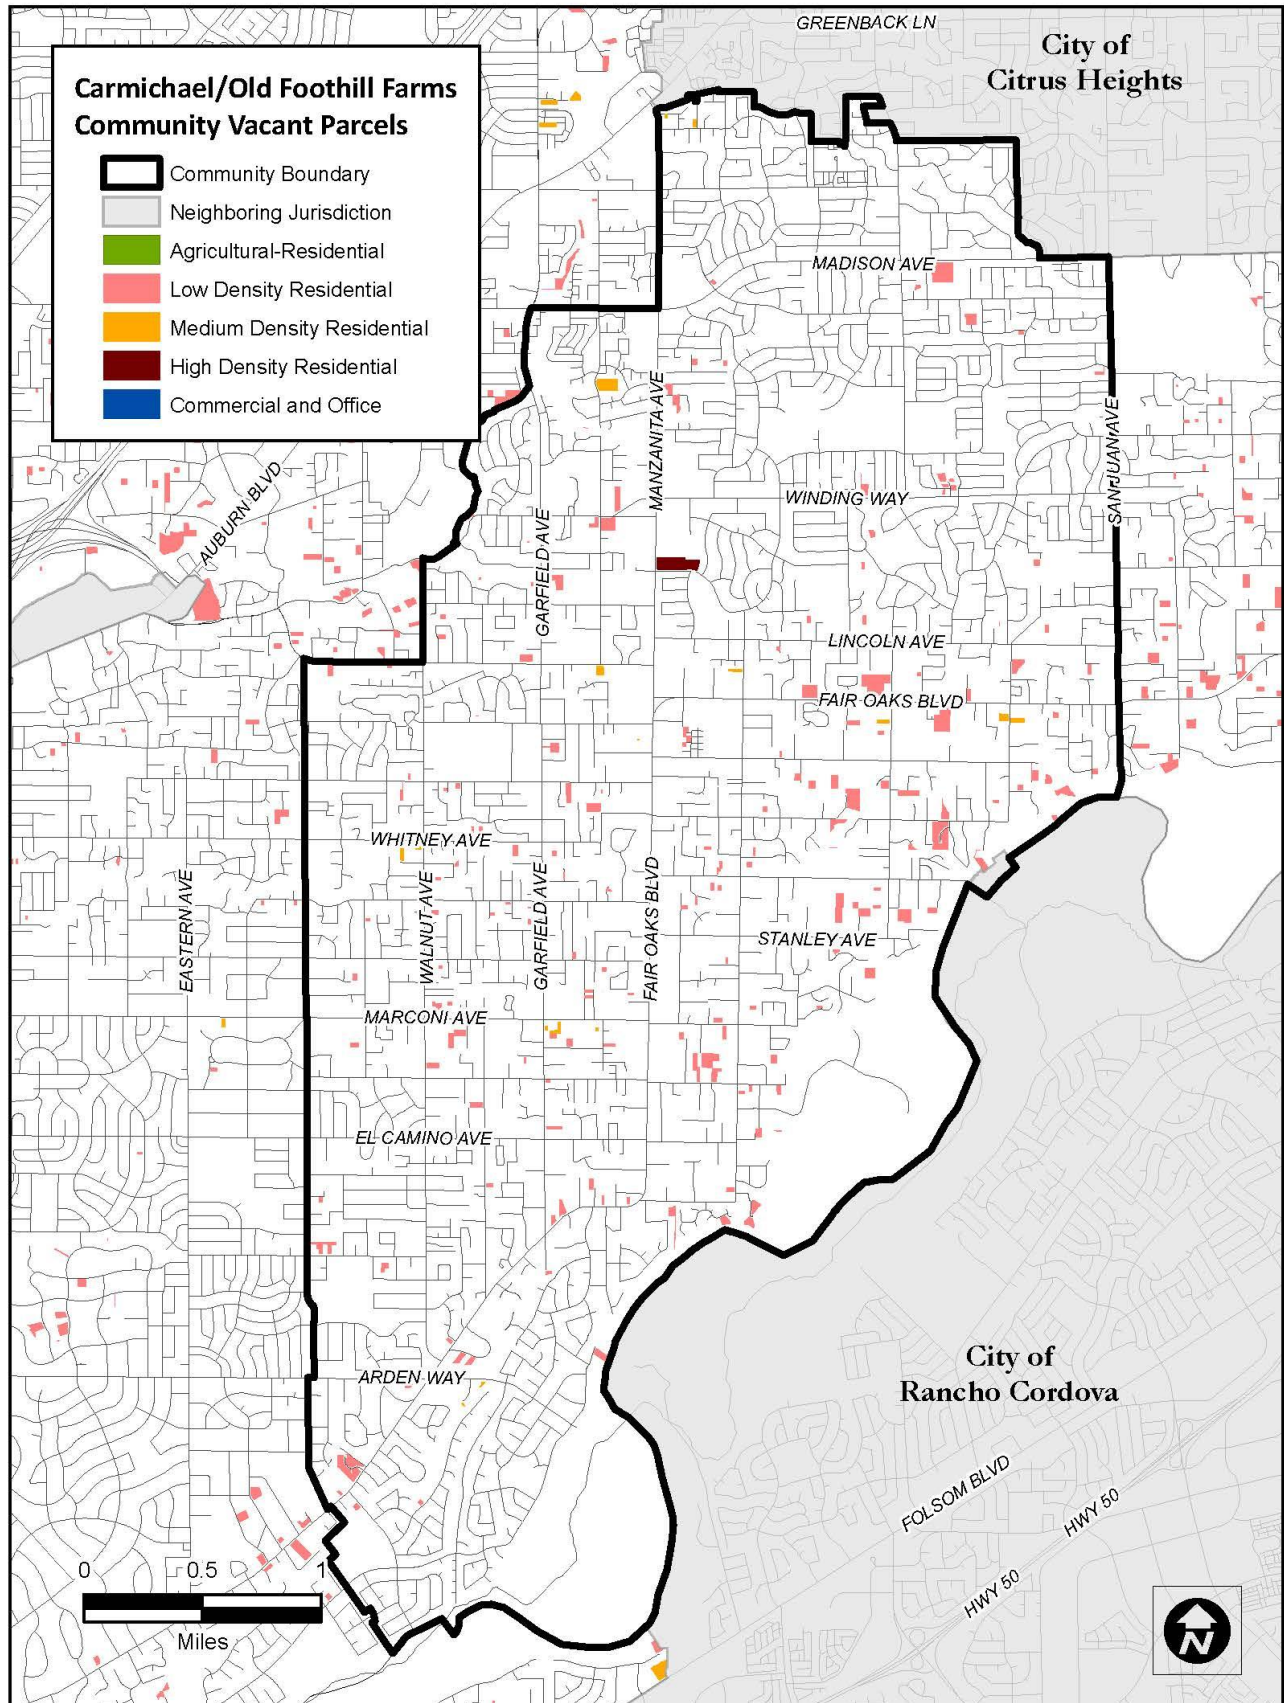 GREENBACK LN
City of
Citrus Heights
Carmichael/Old Foothill Farms
Community Vacant Parcels
Community Boundary
Neighboring Jurisdiction
Agricultural-Residential
Low Density Residential
Medium Density Residential
High Density Residential
Commercial and Office
MADISON AVE
MANZANITA AVE
SAN JUAN AVE
AUBURN BLVD
WINDING WAY
GARFIELD AVE
LINCOLN AVE
FAIR OAKS BLVD
WHITNEY AVE
EASTERN AVE
WALNUT AVE
GARFIELD AVE
FAIR OAKS BLVD
STANLEY AVE
MARCONI AVE
EL CAMINO AVE
City of
Rancho Cordova
ARDEN WAY
FOLSOM BLVD
HWY 50
HWY 50
0 0.5 1
Miles
N